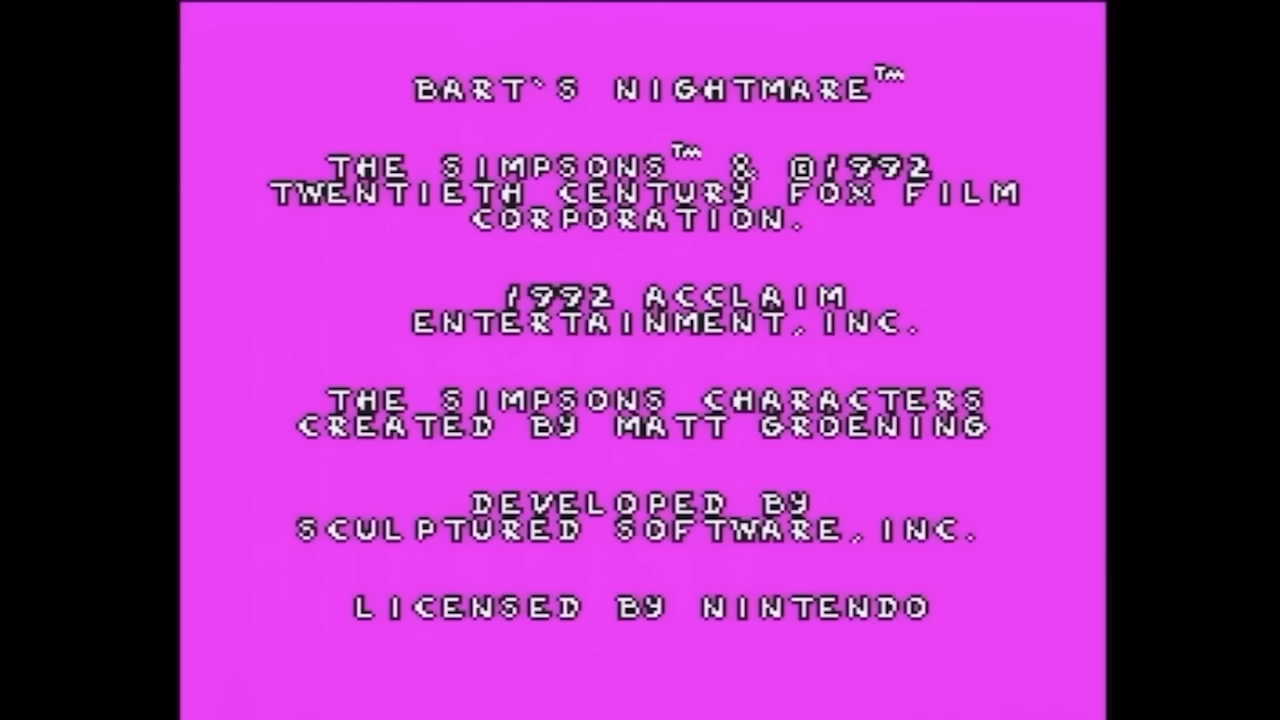 BART`S NIGHTMARE™
THE SIMPSONS™ & ©1992
TWENTIETH CENTURY FOX FILM
CORPORATION.
1992 ACCLAIM
ENTERTAINMENT,INC.
THE SIMPSONS CHARACTERS
CREATED BY MATT GROENING
DEVELOPED BY
SCULPTURED SOFTWARE,INC.
LICENSED BY NINTENDO